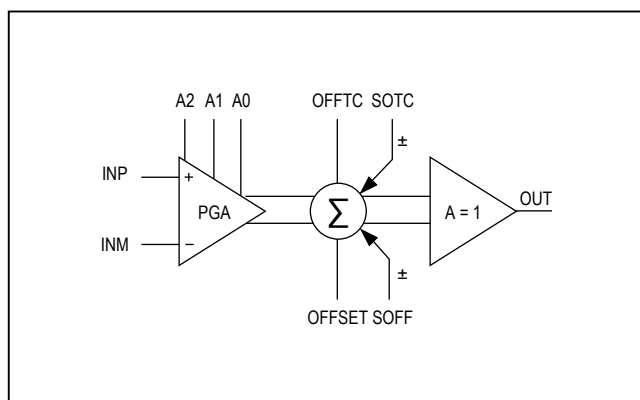 A2 A1 A0 OFFTC SOTC
±
INP + PGA Σ A = 1 OUT
INM −
±
OFFSET SOFF